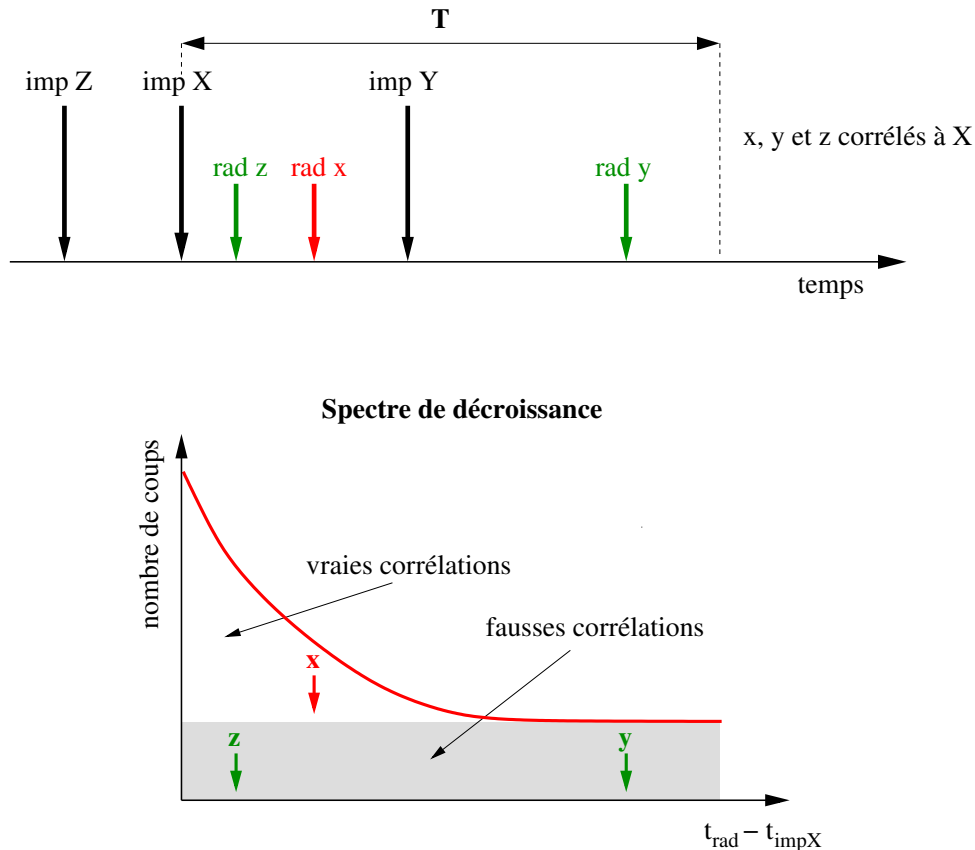 T
imp Z imp X imp Y
x, y et z corrélés à X
rad z rad x rad y
temps
Spectre de décroissance
nombre de coups
vraies corrélations
fausses corrélations
x
z y
t_rad – t_impX